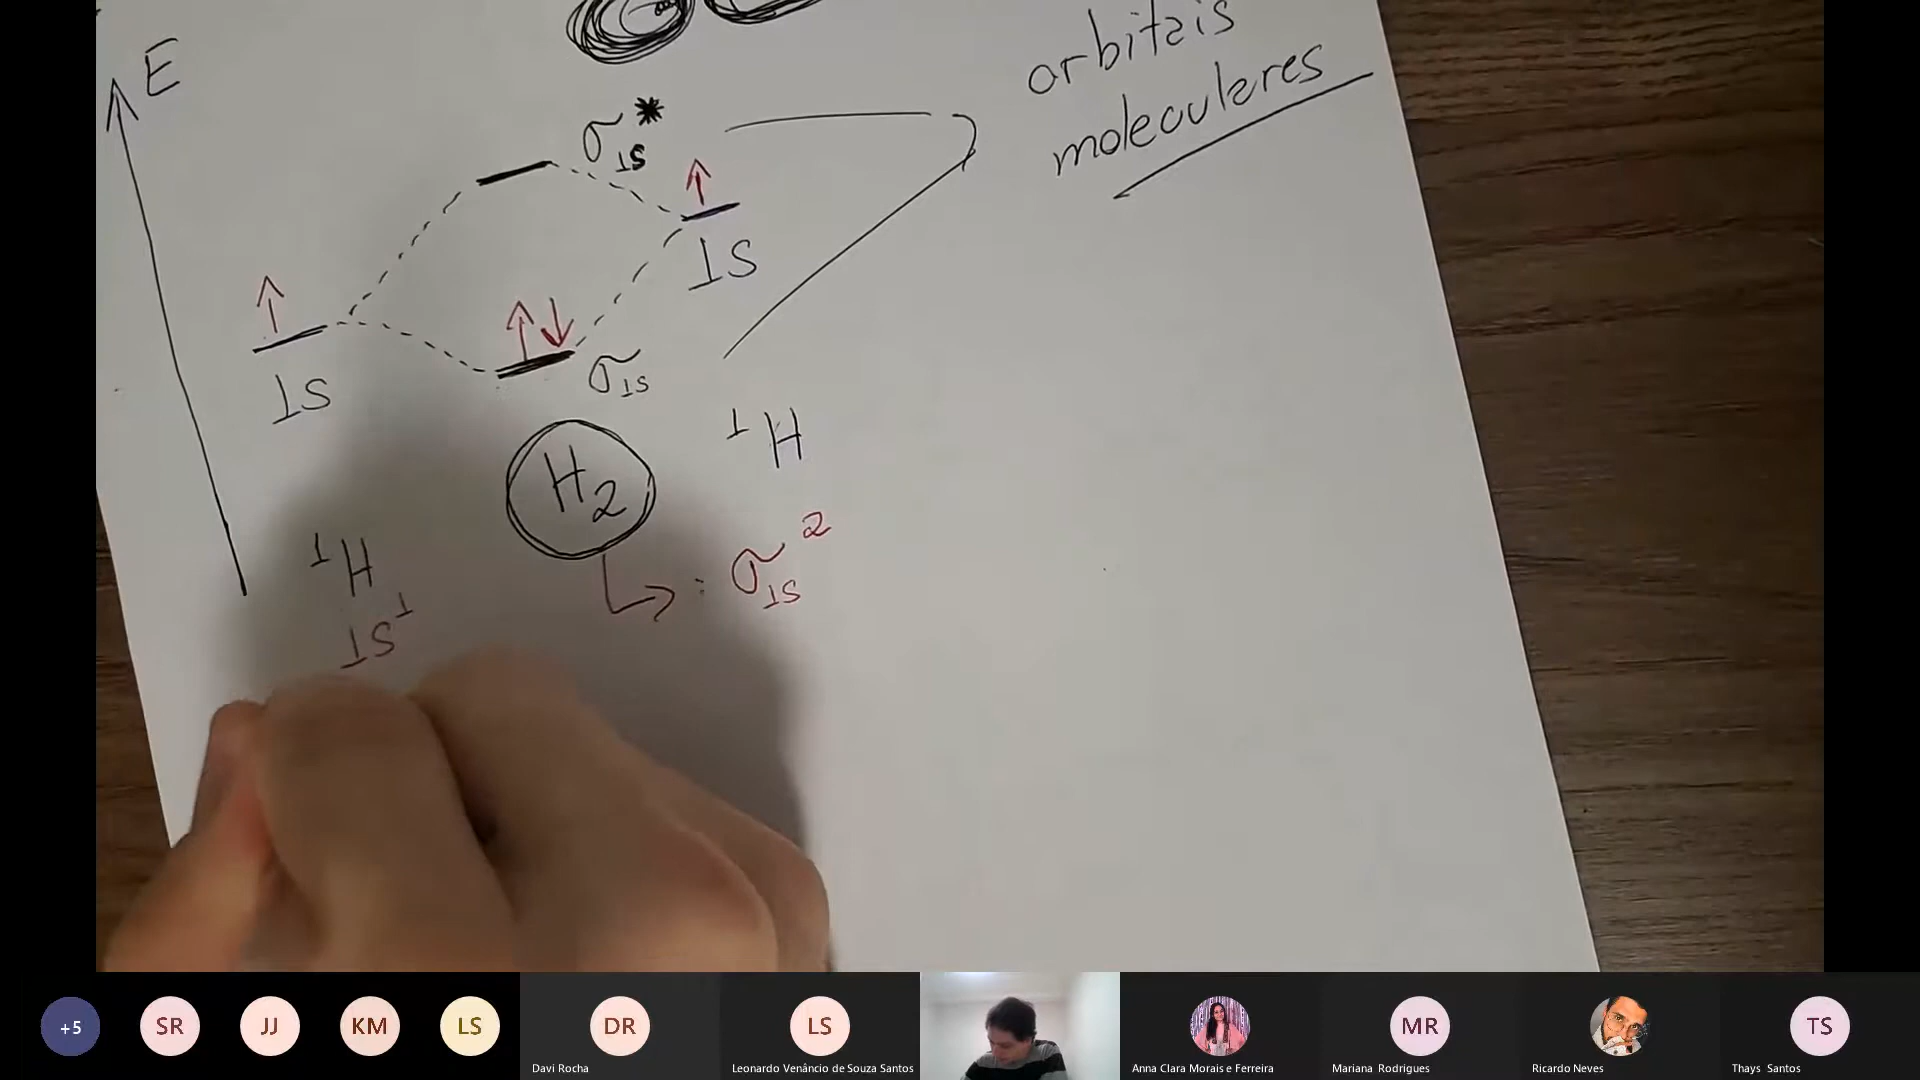 E
orbitais
moleculares
σ1s*
↑
1s
↑
1s
↑↓
σ1s
H2
¹H
: σ1s²
¹H
1s¹
+5
SR
JJ
KM
LS
DR
Davi Rocha
LS
Leonardo Venâncio de Souza Santos
Anna Clara Morais e Ferreira
MR
Mariana Rodrigues
Ricardo Neves
TS
Thays Santos